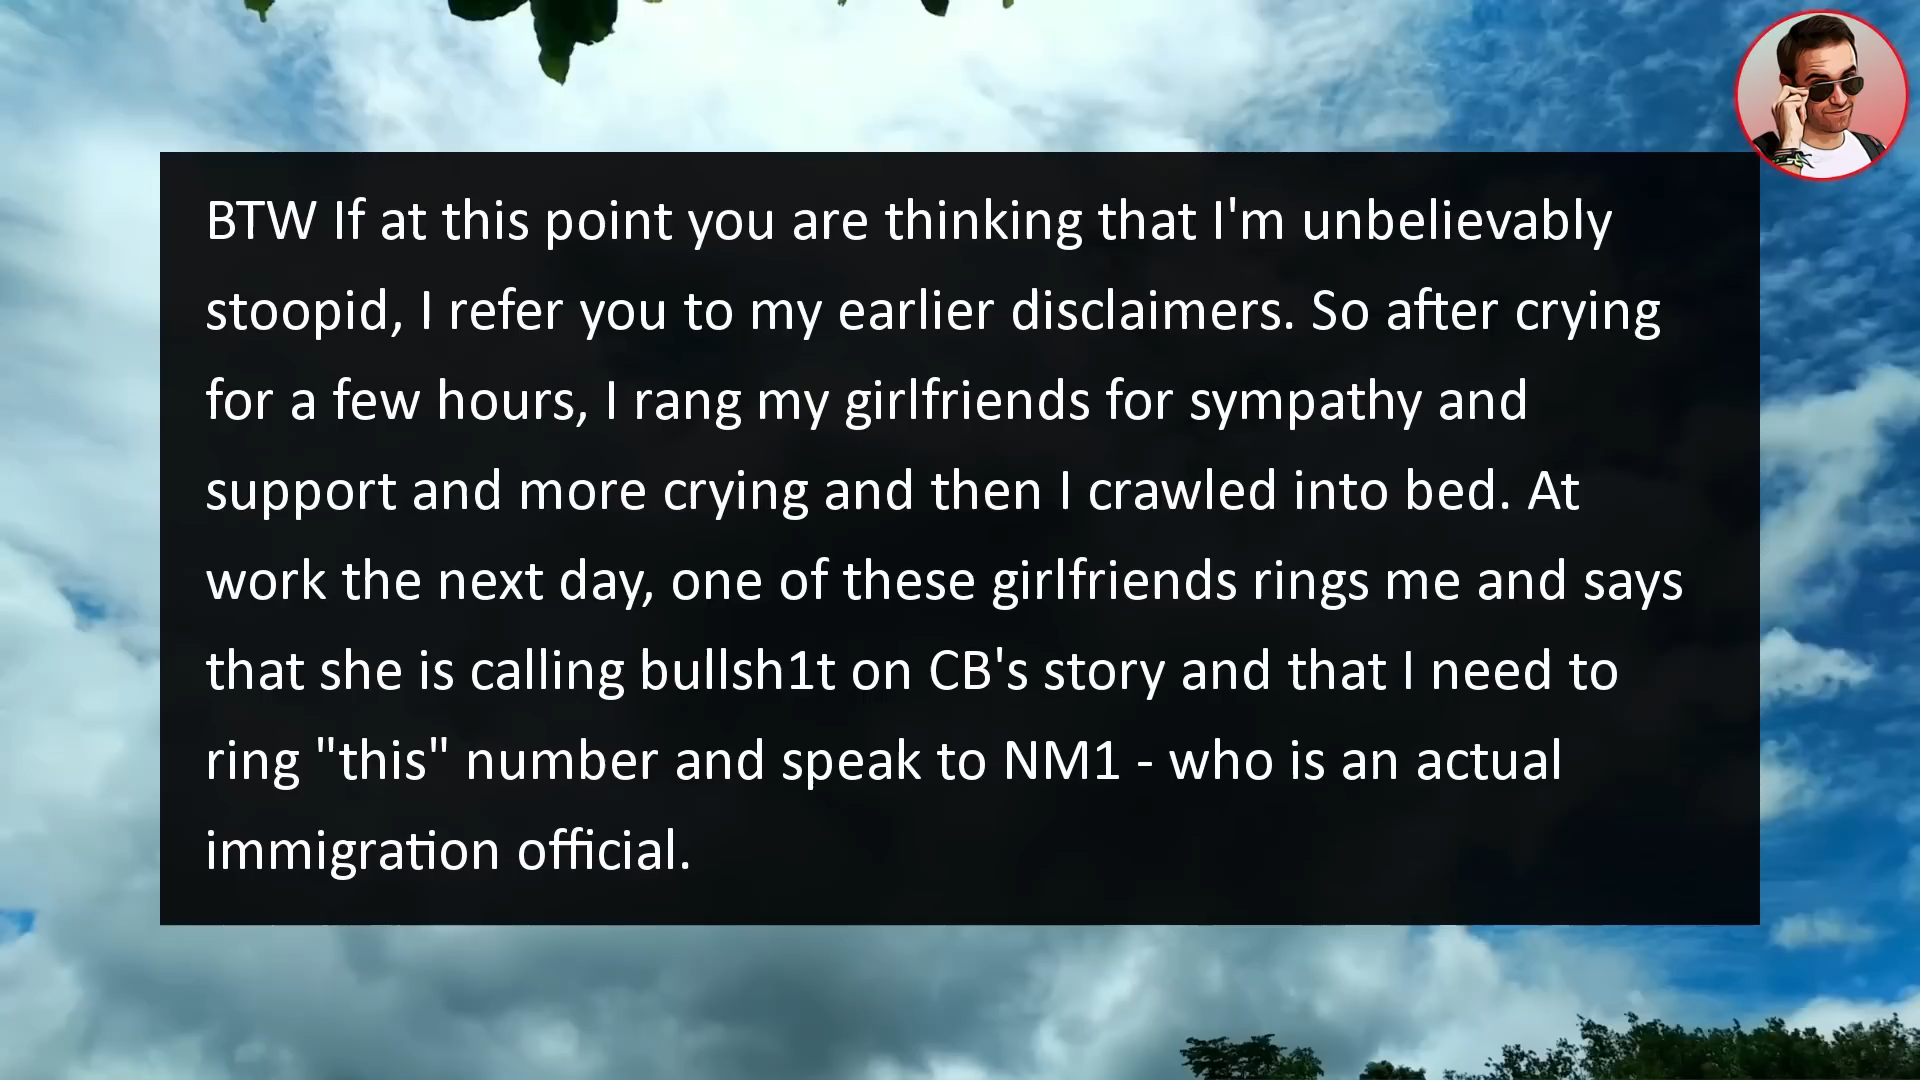 BTW If at this point you are thinking that I'm unbelievably
stoopid, I refer you to my earlier disclaimers. So after crying
for a few hours, I rang my girlfriends for sympathy and
support and more crying and then I crawled into bed. At
work the next day, one of these girlfriends rings me and says
that she is calling bullsh1t on CB's story and that I need to
ring "this" number and speak to NM1 - who is an actual
immigration official.